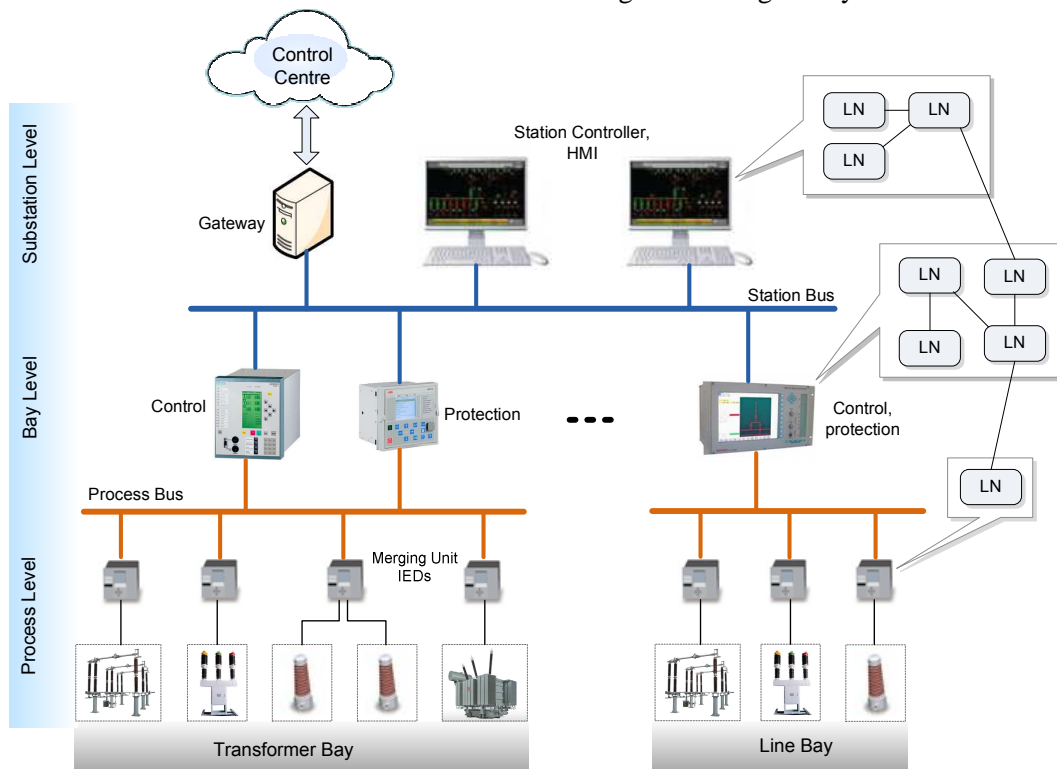 Control
Centre
Substation Level
Station Controller,
HMI
LN
LN
LN
Gateway
Station Bus
LN
LN
LN
LN
Bay Level
Control
Protection
Control,
protection
LN
Process Bus
Process Level
Merging Unit
IEDs
Transformer Bay
Line Bay